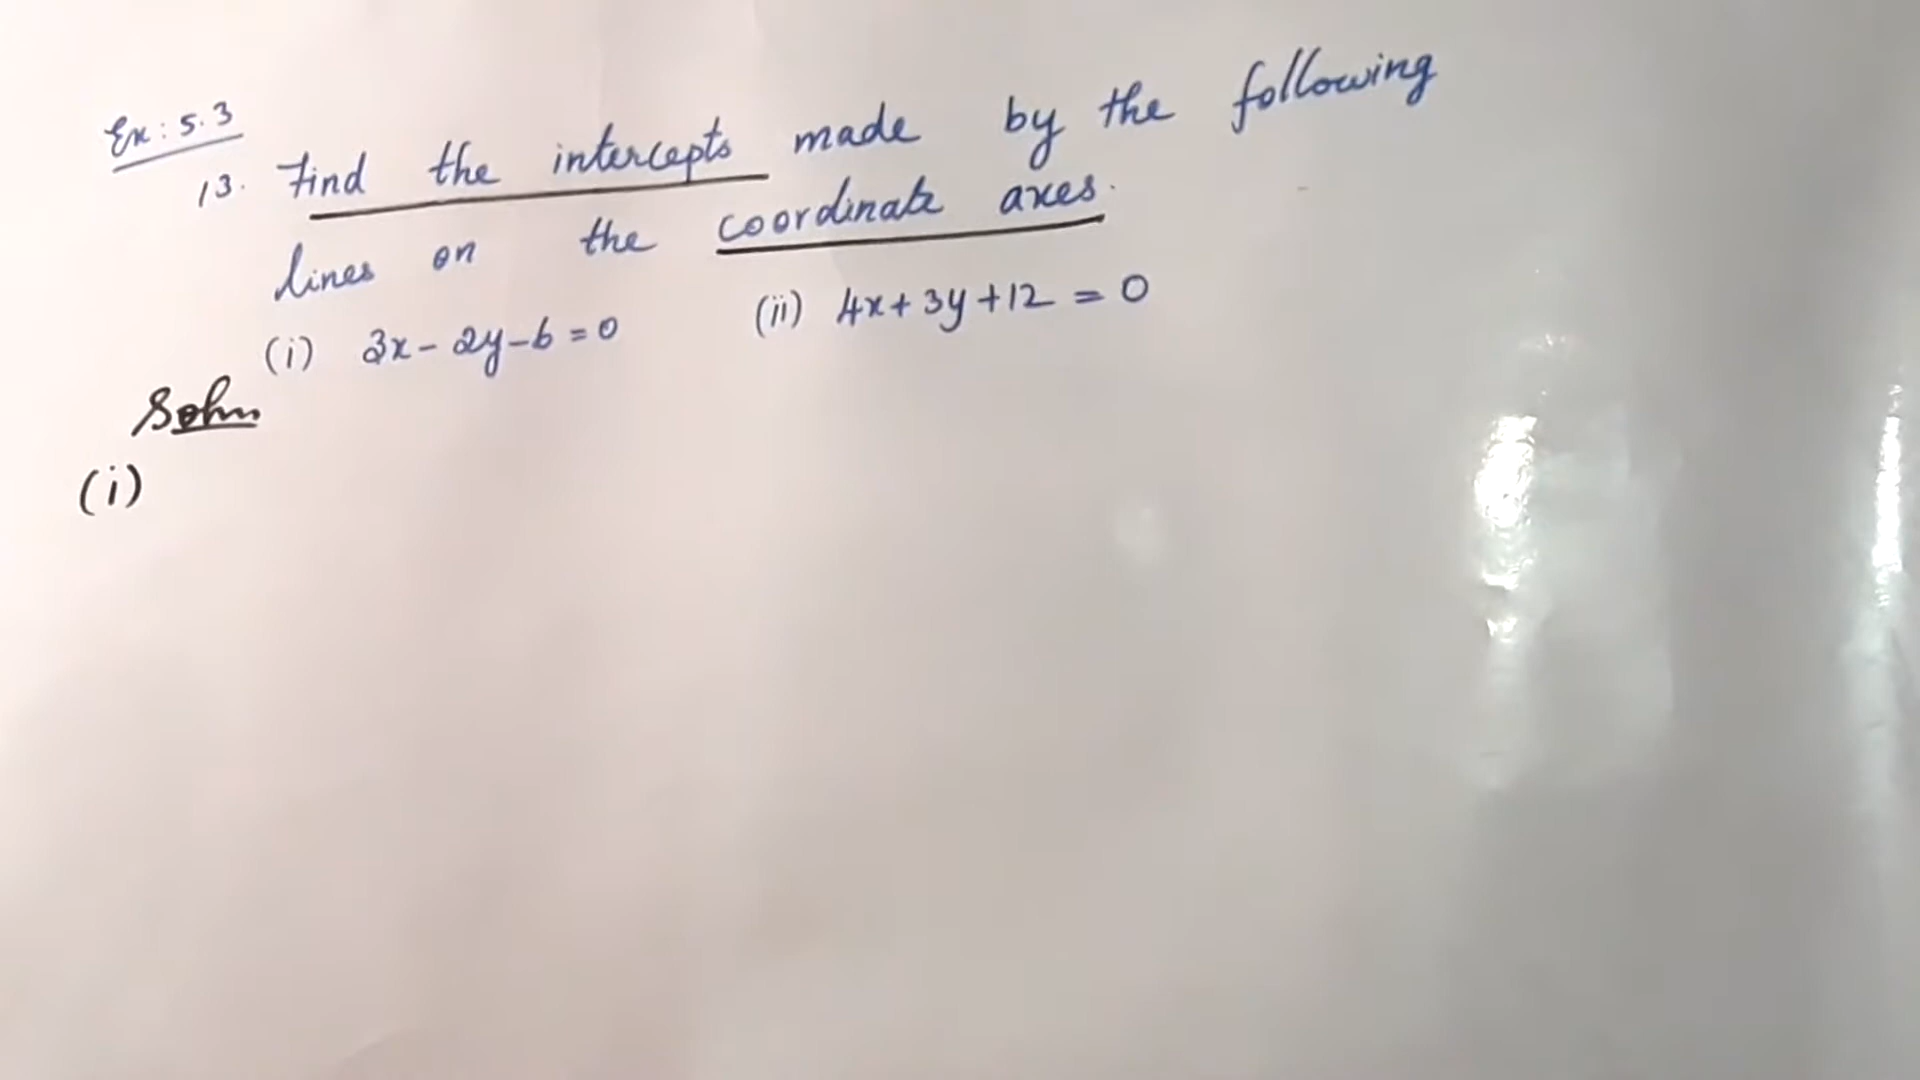 Ex: 5.3
13. Find the intercepts made by the following
lines on the coordinate axes.
(i) 3x - 2y - 6 = 0 (ii) 4x + 3y + 12 = 0
Soln
(i)